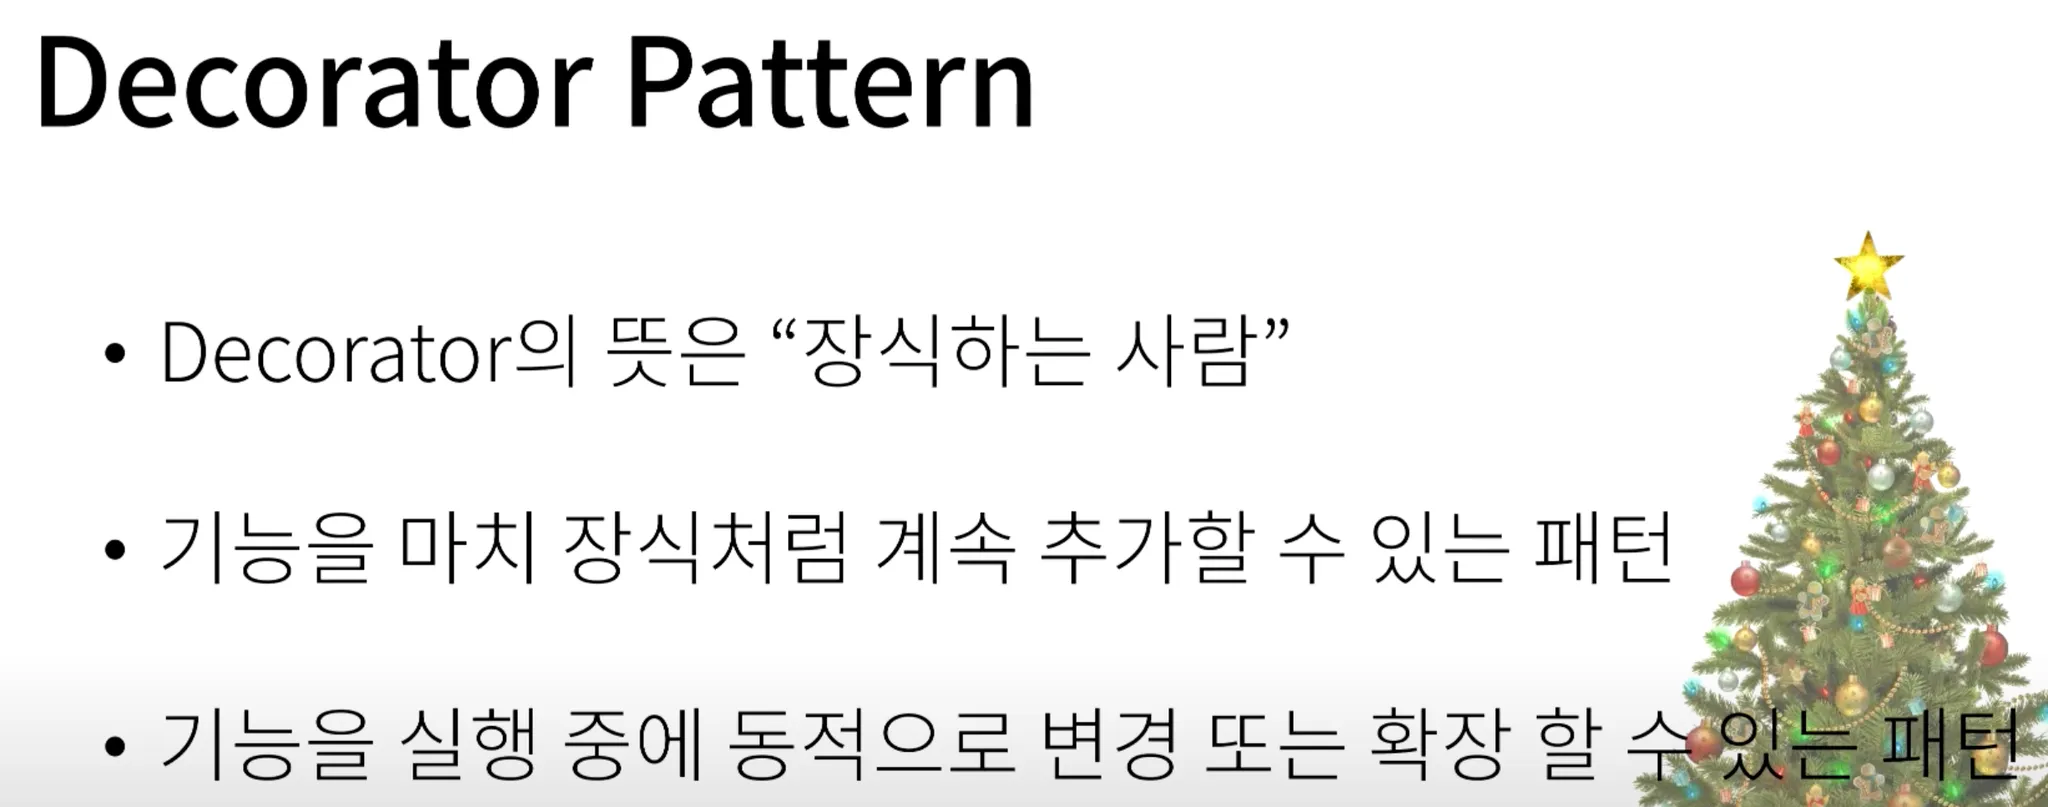 Decorator Pattern
• Decorator의 뜻은 “장식하는 사람”
• 기능을 마치 장식처럼 계속 추가할 수 있는 패턴
• 기능을 실행 중에 동적으로 변경 또는 확장 할 수 있는 패턴